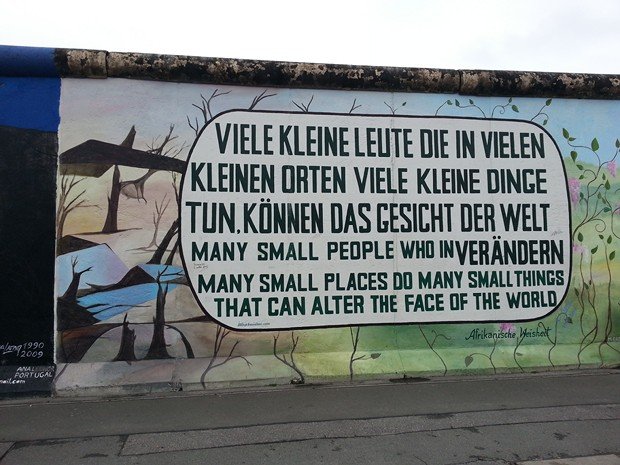 VIELE KLEINE LEUTE DIE IN VIELEN
KLEINEN ORTEN VIELE KLEINE DINGE
TUN, KÖNNEN DAS GESICHT DER WELT
MANY SMALL PEOPLE WHO IN VERÄNDERN
MANY SMALL PLACES DO MANY SMALL THINGS
THAT CAN ALTER THE FACE OF THE WORLD
Afrikanische Weisheit
1990
2009
PORTUGAL